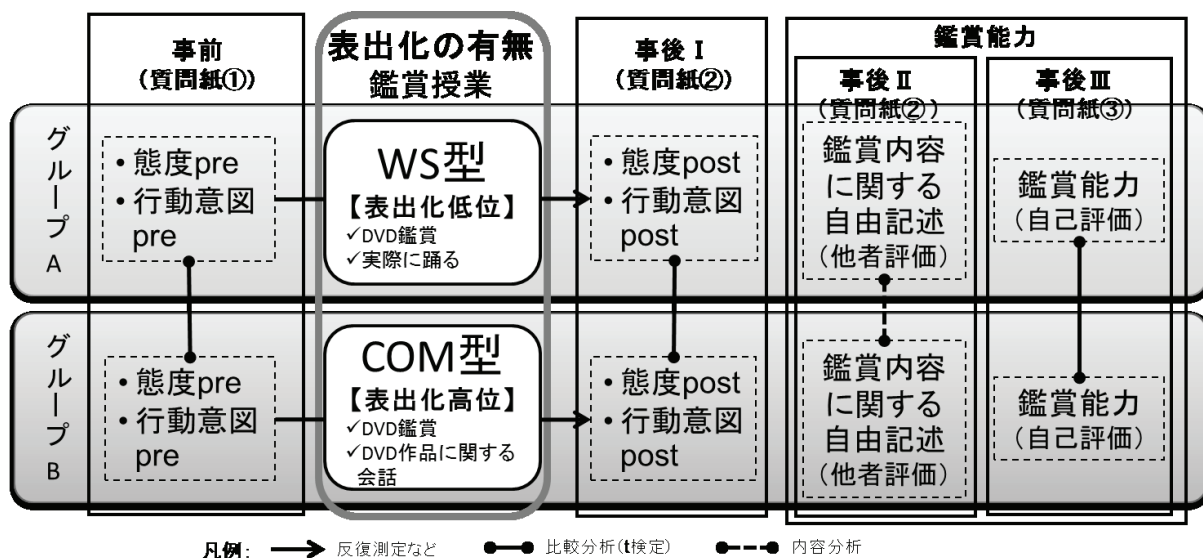 事前
(質問紙①)
表出化の有無
鑑賞授業
事後Ⅰ
(質問紙②)
鑑賞能力
事後Ⅱ
(質問紙②)
事後Ⅲ
(質問紙③)
グループA
• 態度pre
• 行動意図
pre
WS型
【表出化低位】
✓DVD鑑賞
✓実際に踊る
• 態度post
• 行動意図
post
鑑賞内容
に関する
自由記述
(他者評価)
鑑賞能力
(自己評価)
グループB
• 態度pre
• 行動意図
pre
COM型
【表出化高位】
✓DVD鑑賞
✓DVD作品に関する
会話
• 態度post
• 行動意図
post
鑑賞内容
に関する
自由記述
(他者評価)
鑑賞能力
(自己評価)
凡例: 反復測定など 比較分析(t検定) 内容分析